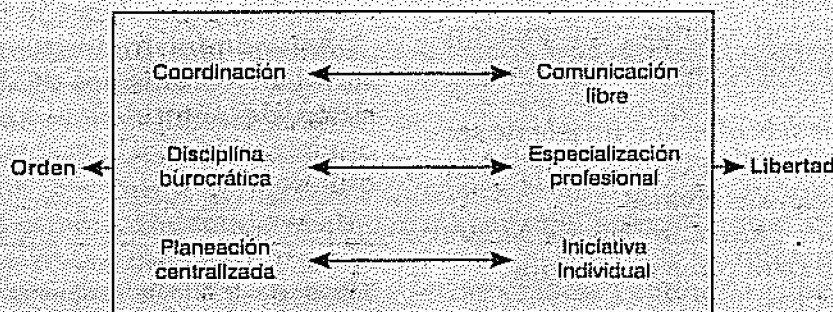 Coordinación
Comunicación
libre
Orden
Disciplina
burocrática
Especialización
profesional
Libertad
Planeación
centralizada
Iniciativa
Individual